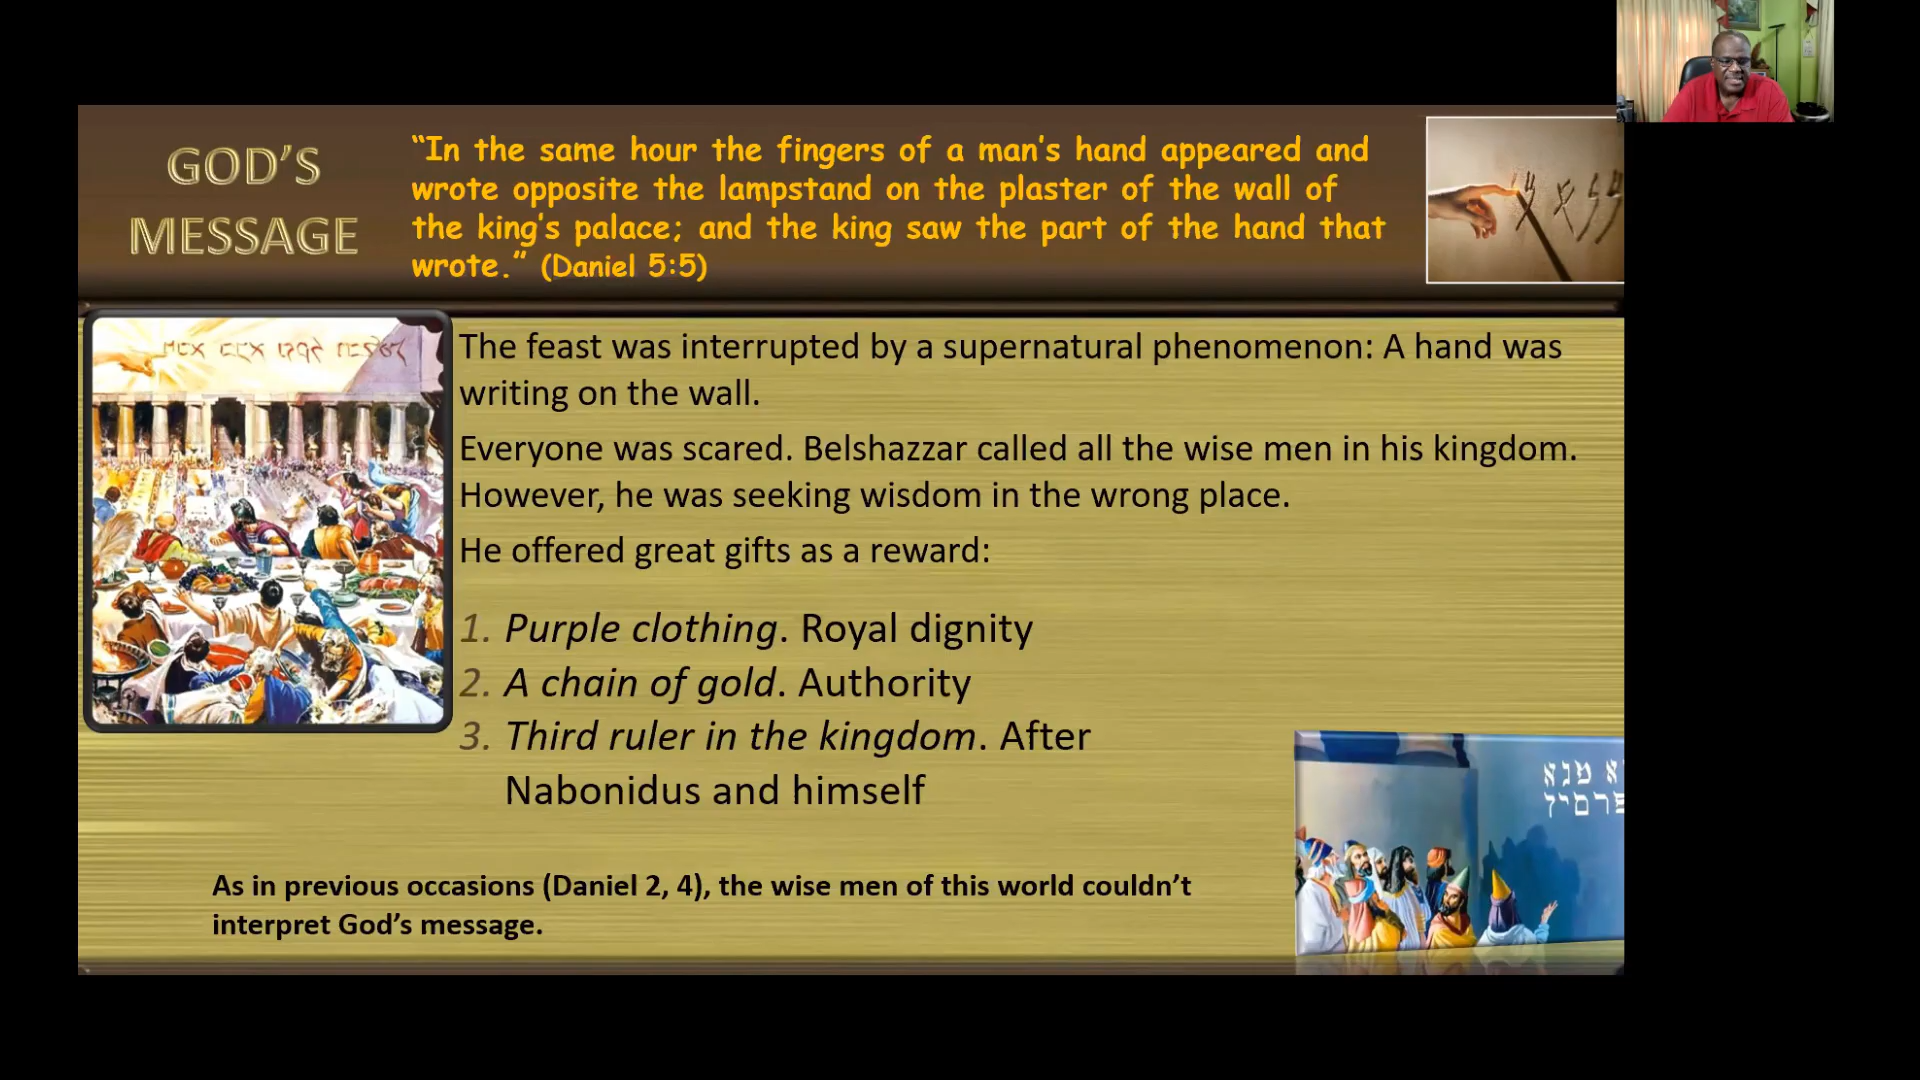 GOD'S
MESSAGE
“In the same hour the fingers of a man's hand appeared and
wrote opposite the lampstand on the plaster of the wall of
the king's palace; and the king saw the part of the hand that
wrote.” (Daniel 5:5)
The feast was interrupted by a supernatural phenomenon: A hand was
writing on the wall.
Everyone was scared. Belshazzar called all the wise men in his kingdom.
However, he was seeking wisdom in the wrong place.
He offered great gifts as a reward:
1. Purple clothing. Royal dignity
2. A chain of gold. Authority
3. Third ruler in the kingdom. After
Nabonidus and himself
As in previous occasions (Daniel 2, 4), the wise men of this world couldn't
interpret God's message.